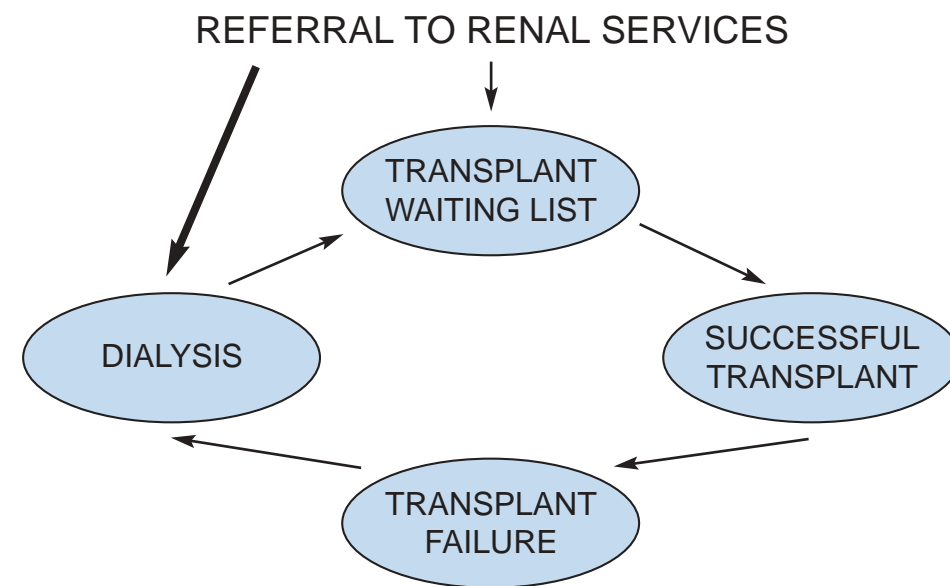 REFERRAL TO RENAL SERVICES
TRANSPLANT
WAITING LIST
DIALYSIS
SUCCESSFUL
TRANSPLANT
TRANSPLANT
FAILURE